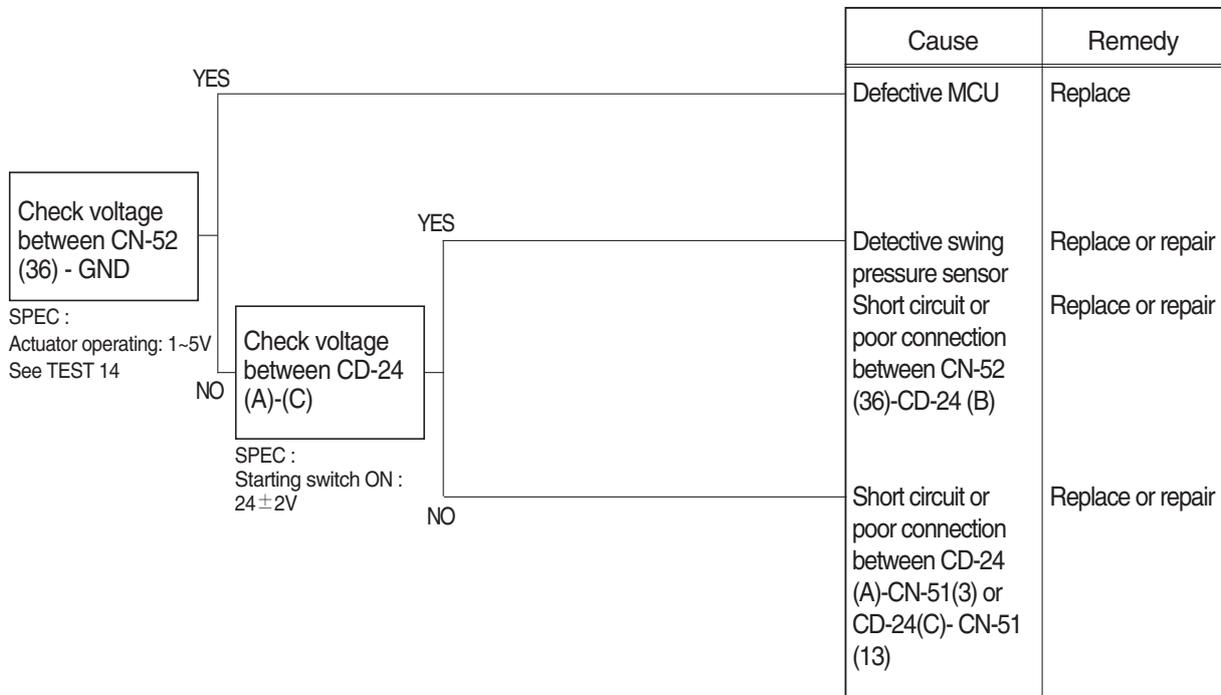 Cause Remedy
YES
Defective MCU Replace
Check voltage
between CN-52
(36) - GND
SPEC :
Actuator operating: 1~5V
See TEST 14
NO
YES
Check voltage
between CD-24
(A)-(C)
SPEC :
Starting switch ON :
24±2V
NO
Detective swing Replace or repair
pressure sensor
Short circuit or Replace or repair
poor connection
between CN-52
(36)-CD-24 (B)
Short circuit or Replace or repair
poor connection
between CD-24
(A)-CN-51(3) or
CD-24(C)- CN-51
(13)